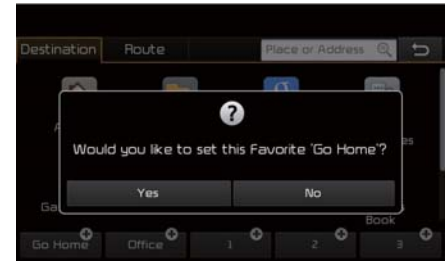 Destination Route Place or Address
Would you like to set this Favorite 'Go Home'?
Yes No
Book
Go Home Office 1 2 3